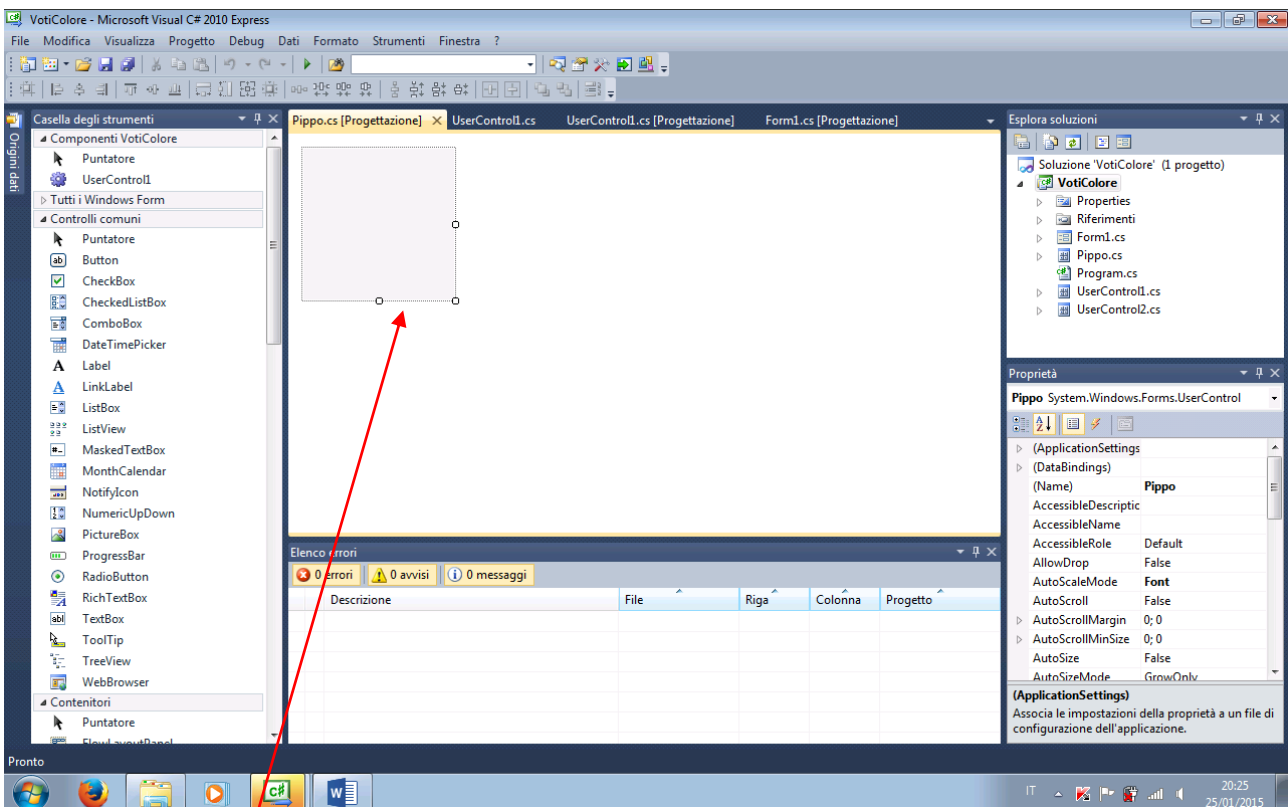 VotiColore - Microsoft Visual C# 2010 Express
File Modifica Visualizza Progetto Debug Dati Formato Strumenti Finestra ?
Origini dati
Casella degli strumenti
Componenti VotiColore
Puntatore
UserControl1
Tutti i Windows Form
Controlli comuni
Puntatore
Button
CheckBox
CheckedListBox
ComboBox
DateTimePicker
Label
LinkLabel
ListBox
ListView
MaskedTextBox
MonthCalendar
NotifyIcon
NumericUpDown
PictureBox
ProgressBar
RadioButton
RichTextBox
TextBox
ToolTip
TreeView
WebBrowser
Contenitori
Puntatore
FlowLayoutPanel
Pippo.cs [Progettazione] UserControl1.cs UserControl1.cs [Progettazione] Form1.cs [Progettazione]
Elenco errori
0 errori 0 avvisi 0 messaggi
Descrizione File Riga Colonna Progetto
Esplora soluzioni
Soluzione 'VotiColore' (1 progetto)
VotiColore
Properties
Riferimenti
Form1.cs
Pippo.cs
Program.cs
UserControl1.cs
UserControl2.cs
Proprietà
Pippo System.Windows.Forms.UserControl
(ApplicationSettings
(DataBindings)
(Name) Pippo
AccessibleDescriptic
AccessibleName
AccessibleRole Default
AllowDrop False
AutoScaleMode Font
AutoScroll False
AutoScrollMargin 0; 0
AutoScrollMinSize 0; 0
AutoSize False
AutoSizeMode GrowOnly
(ApplicationSettings)
Associa le impostazioni della proprietà a un file di
configurazione dell'applicazione.
Pronto
IT
20:25
25/01/2015